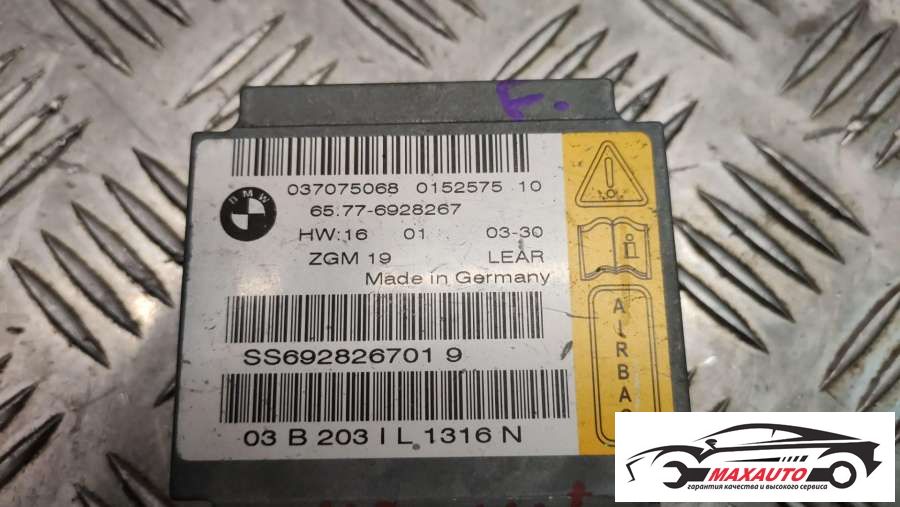 F.
037075068 0152575 10
BMW
65.77-6928267
HW:16 01 03-30
ZGM 19 LEAR
Made in Germany
SS692826701 9
03 B 203 I L 1316 N
i
AIRBAG
MAXAUTO
гарантия качества и высокого сервиса